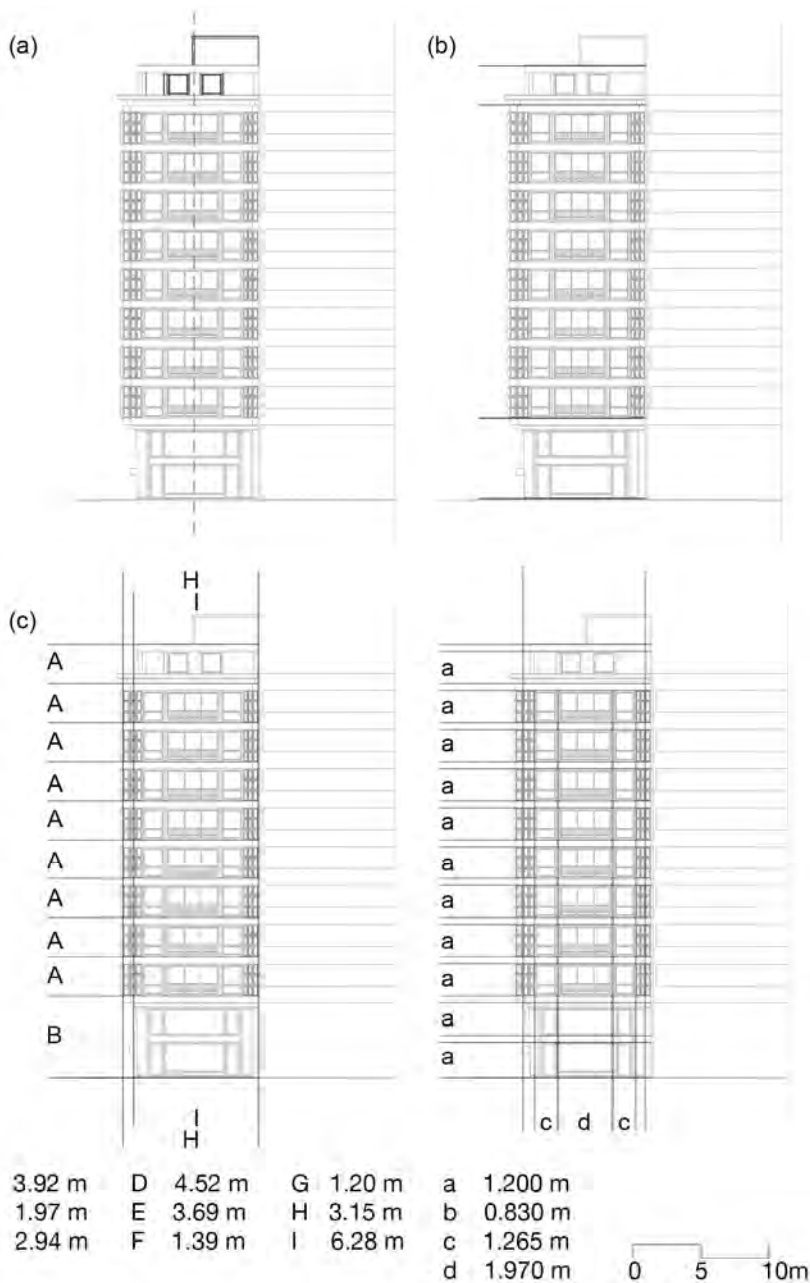 (a)
(b)
H
I
(c)
A
a
A
a
A
a
A
a
A
a
A
a
A
a
A
a
A
a
B
a
a
I
H
c d c
3.92 m D 4.52 m G 1.20 m a 1.200 m
1.97 m E 3.69 m H 3.15 m b 0.830 m
2.94 m F 1.39 m I 6.28 m c 1.265 m
d 1.970 m
0 5 10m